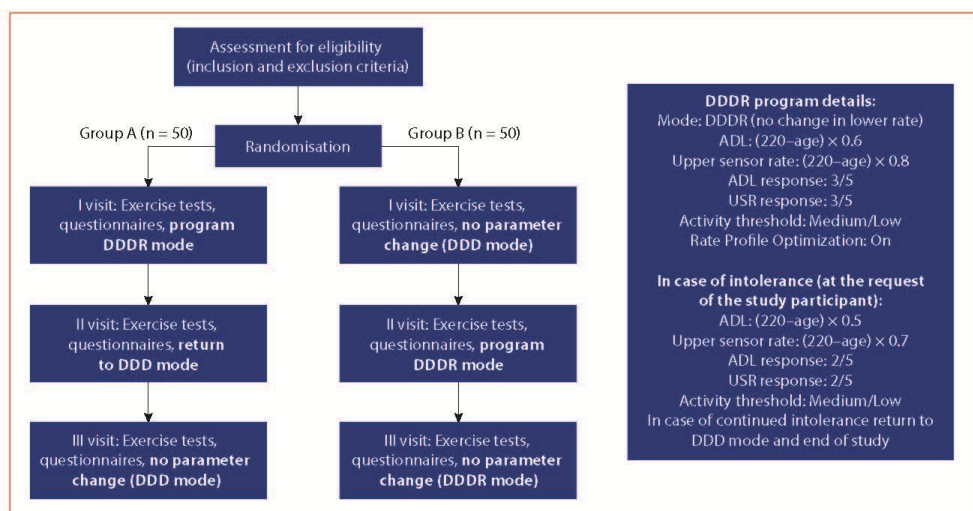 Assessment for eligibility
(inclusion and exclusion criteria)
Group A (n = 50)
Group B (n = 50)
Randomisation
I visit: Exercise tests,
questionnaires, program
DDDR mode
I visit: Exercise tests,
questionnaires, no parameter
change (DDD mode)
II visit: Exercise tests,
questionnaires, return
to DDD mode
II visit: Exercise tests,
questionnaires, program
DDDR mode
III visit: Exercise tests,
questionnaires, no parameter
change (DDD mode)
III visit: Exercise tests,
questionnaires, no parameter
change (DDDR mode)
DDDR program details:
Mode: DDDR (no change in lower rate)
ADL: (220–age) × 0.6
Upper sensor rate: (220–age) × 0.8
ADL response: 3/5
USR response: 3/5
Activity threshold: Medium/Low
Rate Profile Optimization: On
In case of intolerance (at the request
of the study participant):
ADL: (220–age) × 0.5
Upper sensor rate: (220–age) × 0.7
ADL response: 2/5
USR response: 2/5
Activity threshold: Medium/Low
In case of continued intolerance return to
DDD mode and end of study